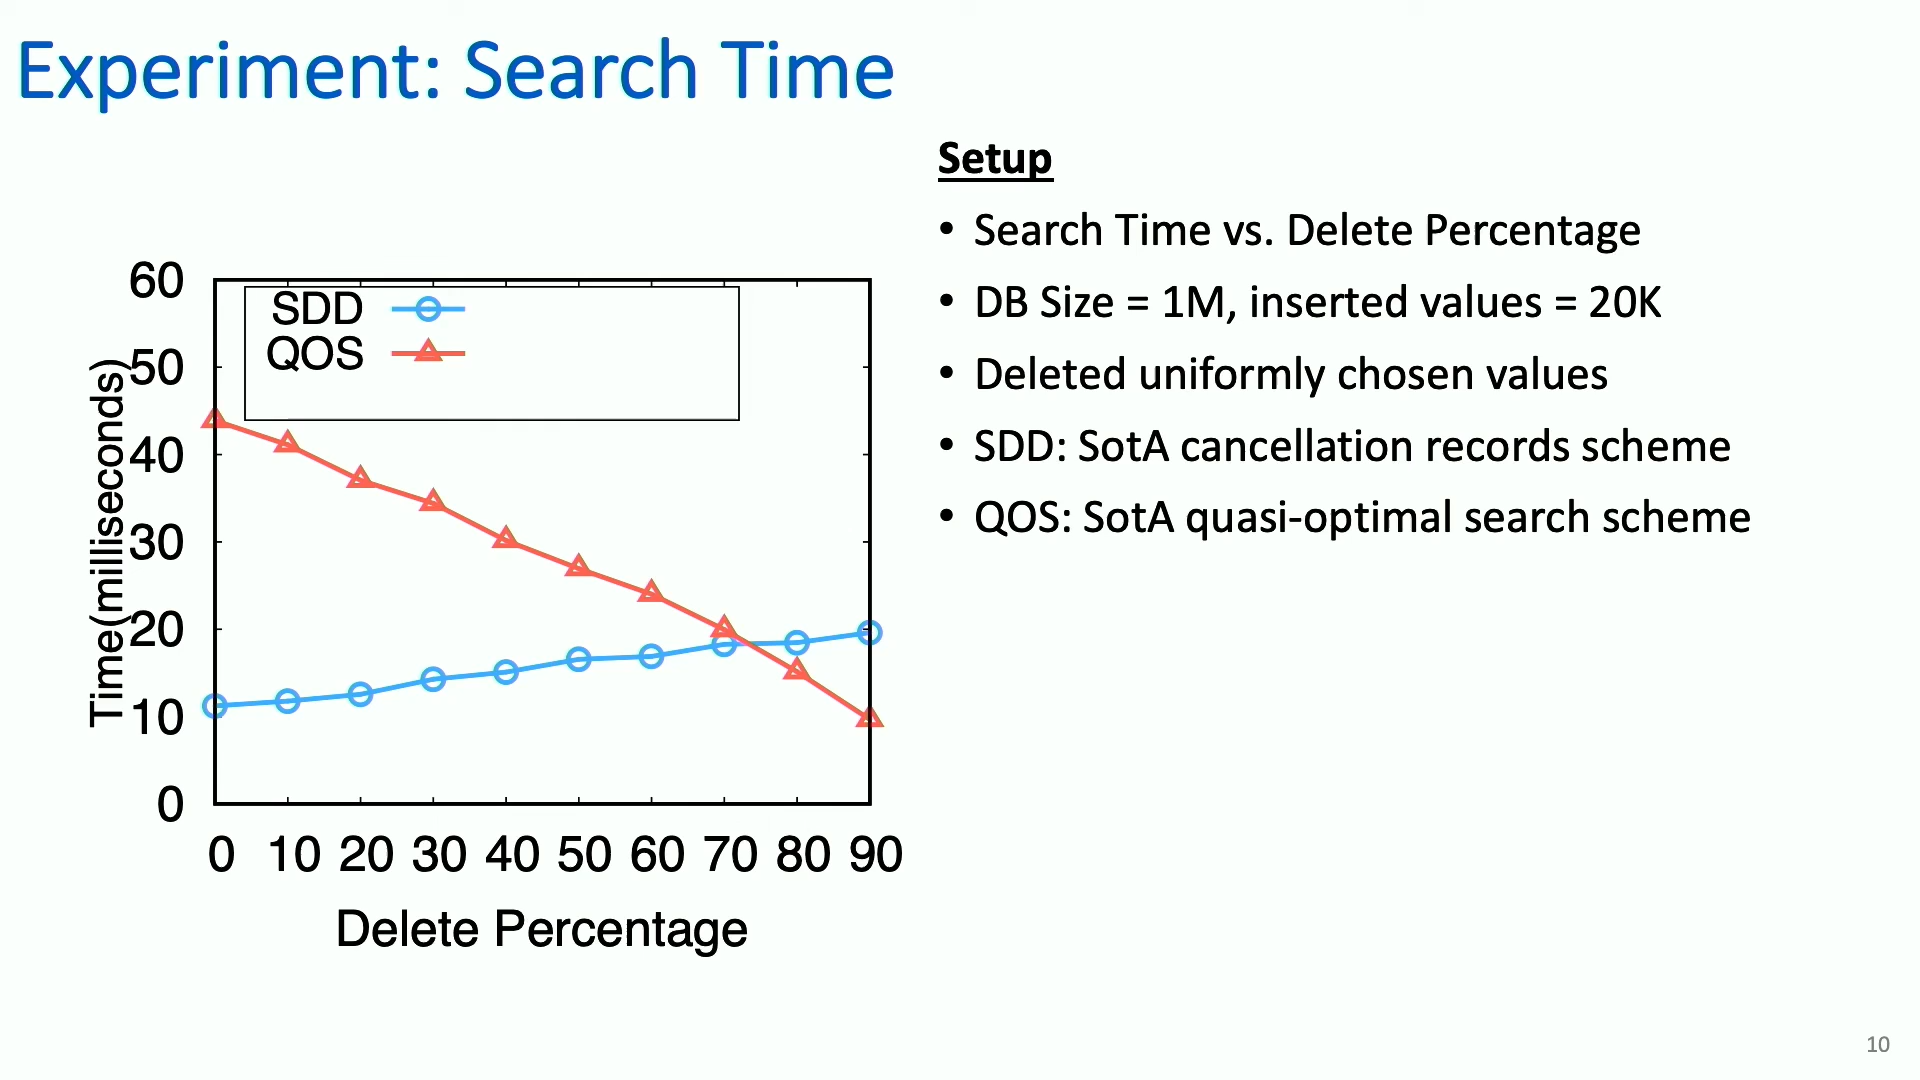 Experiment: Search Time
Setup
• Search Time vs. Delete Percentage
• DB Size = 1M, inserted values = 20K
• Deleted uniformly chosen values
• SDD: SotA cancellation records scheme
• QOS: SotA quasi-optimal search scheme
SDD
QOS
Time(milliseconds)
60
50
40
30
20
10
0
0 10 20 30 40 50 60 70 80 90
Delete Percentage
10